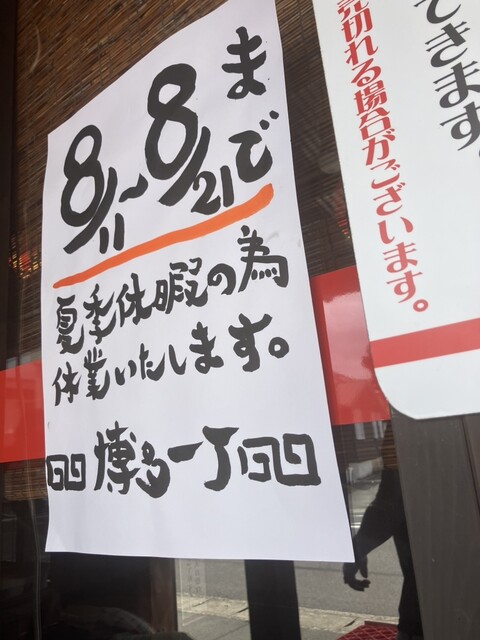 8/11~8/21まで
夏季休暇の為
休業いたします。
博多一丁
できます。
売切れる場合がございます。